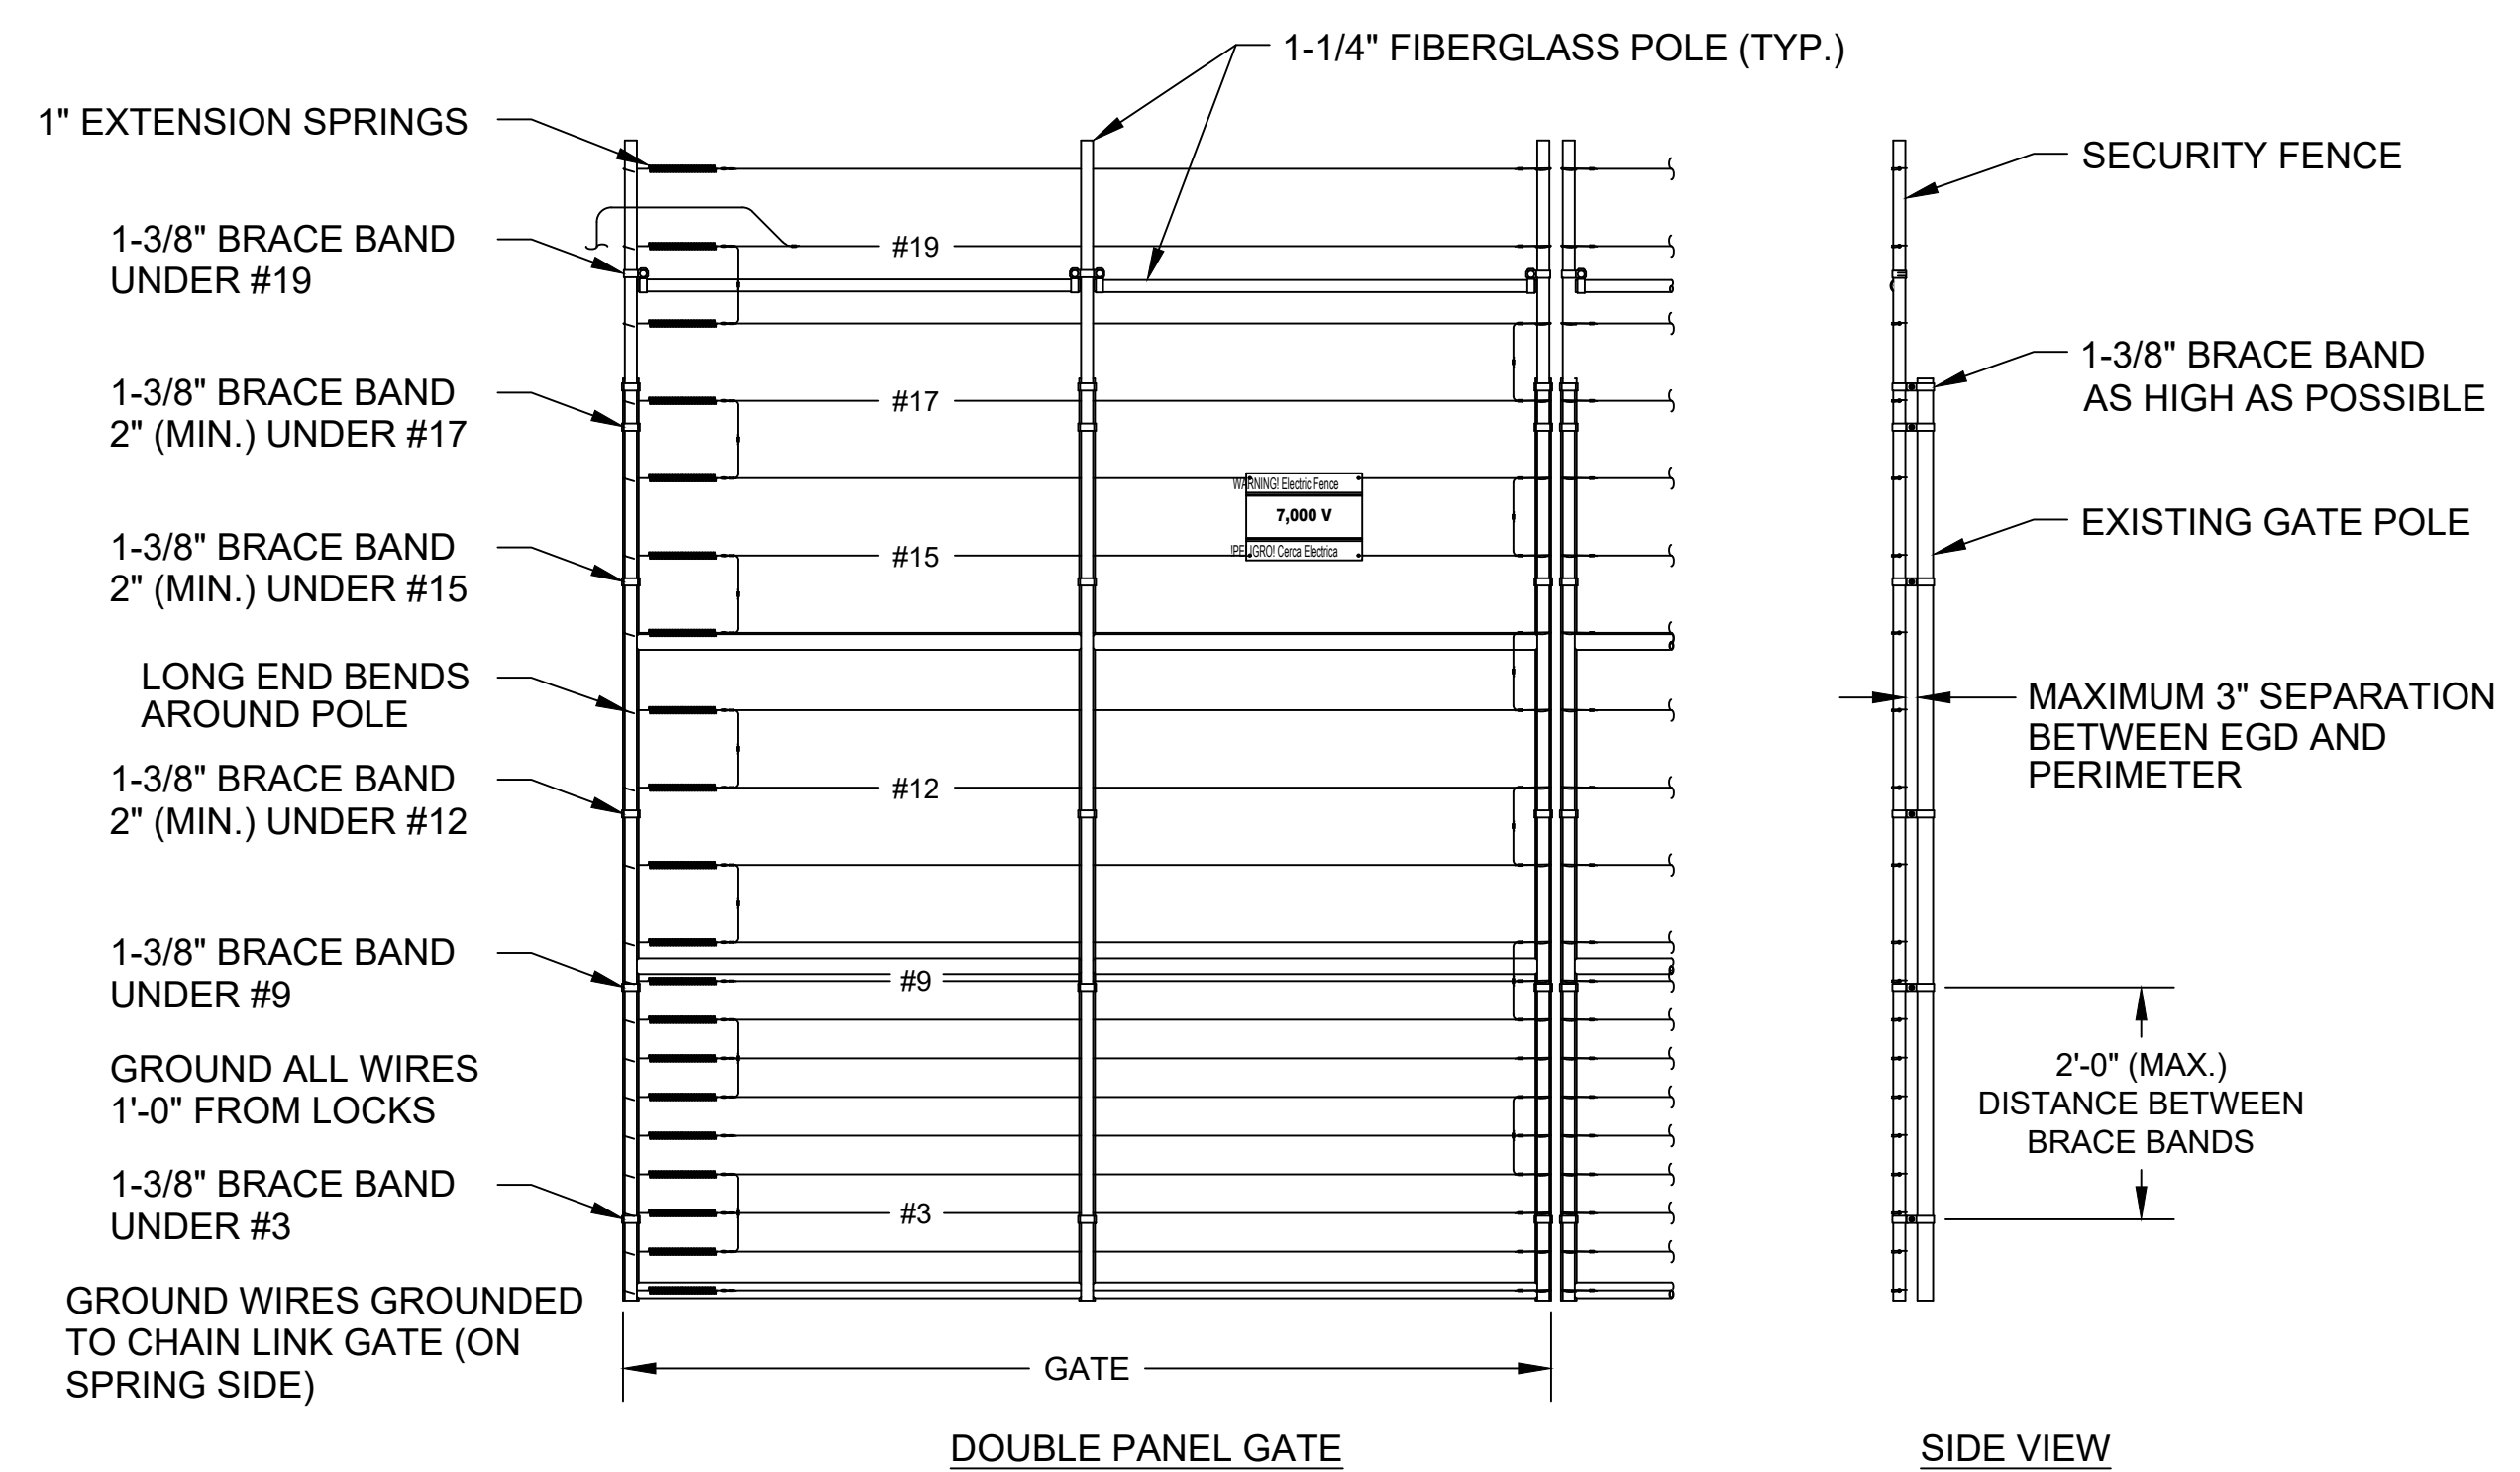 1-1/4" FIBERGLASS POLE (TYP.)
1" EXTENSION SPRINGS
1-3/8" BRACE BAND
UNDER #19
1-3/8" BRACE BAND
2" (MIN.) UNDER #17
1-3/8" BRACE BAND
2" (MIN.) UNDER #15
LONG END BENDS
AROUND POLE
1-3/8" BRACE BAND
2" (MIN.) UNDER #12
1-3/8" BRACE BAND
UNDER #9
GROUND ALL WIRES
1'-0" FROM LOCKS
1-3/8" BRACE BAND
UNDER #3
GROUND WIRES GROUNDED
TO CHAIN LINK GATE (ON
SPRING SIDE)
#19
#17
#15
#12
#9
#3
WARNING! Electric Fence
7,000 V
!PELIGRO! Cerca Electrica
GATE
DOUBLE PANEL GATE
SECURITY FENCE
1-3/8" BRACE BAND
AS HIGH AS POSSIBLE
EXISTING GATE POLE
MAXIMUM 3" SEPARATION
BETWEEN EGD AND
PERIMETER
2'-0" (MAX.)
DISTANCE BETWEEN
BRACE BANDS
SIDE VIEW